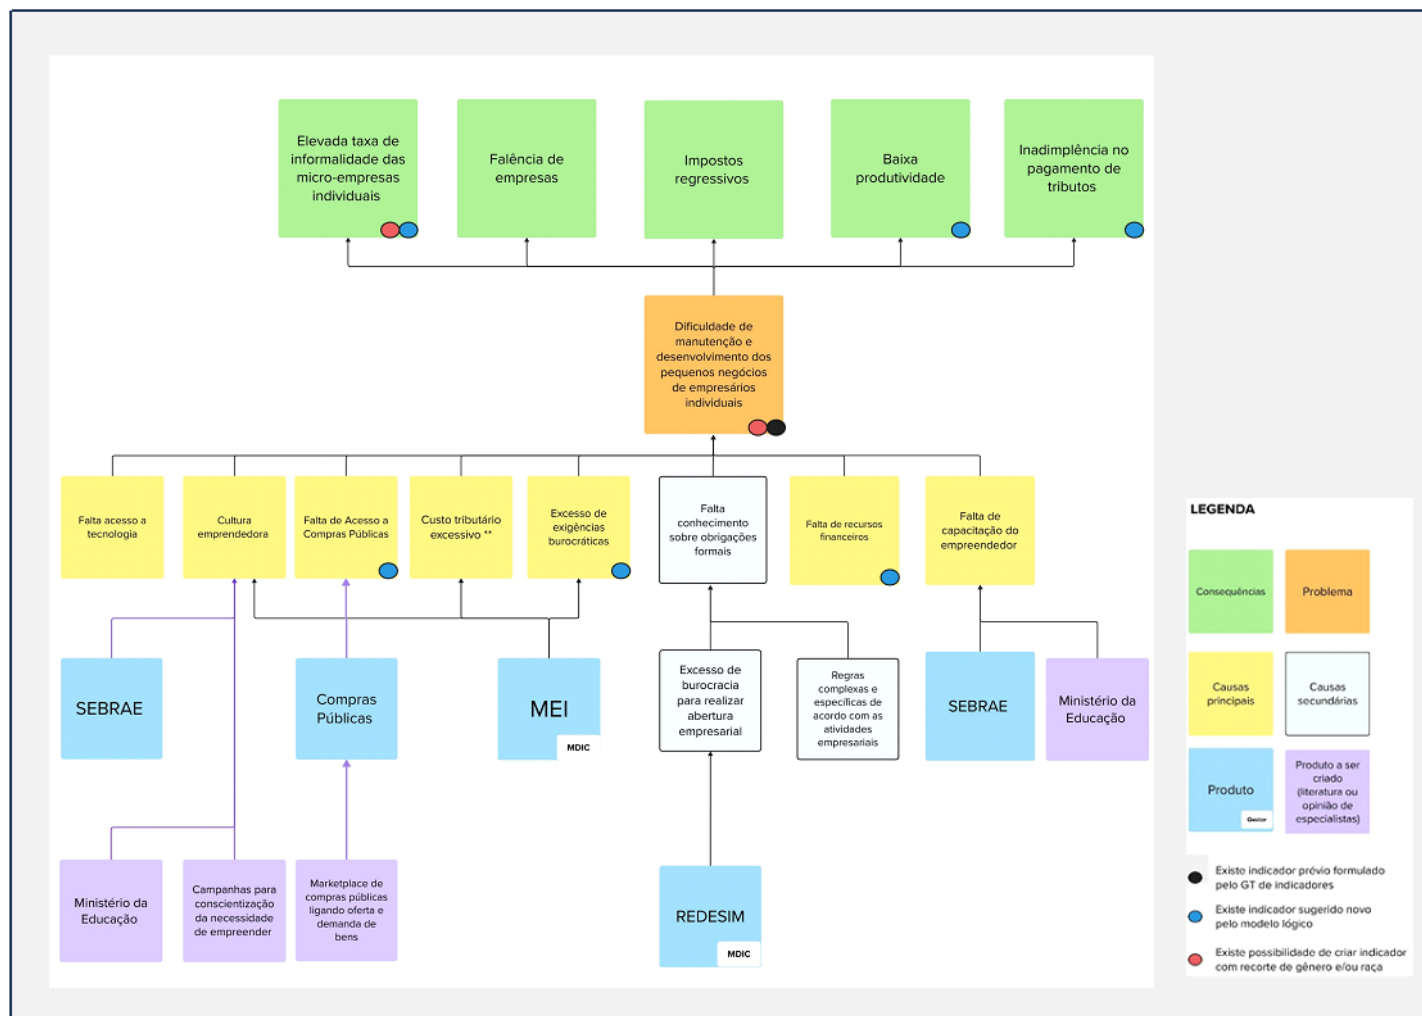 Elevada taxa de
informalidade das
micro-empresas
individuais
Falência de
empresas
Impostos
regressivos
Baixa
produtividade
Inadimplência no
pagamento de
tributos
Dificuldade de
manutenção e
desenvolvimento dos
pequenos negócios
de empresários
individuais
Falta acesso a
tecnologia
Cultura
emprendedora
Falta de Acesso a
Compras Públicas
Custo tributário
excessivo **
Excesso de
exigências
burocráticas
Falta
conhecimento
sobre obrigações
formais
Falta de recursos
financeiros
Falta de
capacitação do
empreendedor
SEBRAE
Compras
Públicas
MEI
MDIC
Excesso de
burocracia
para realizar
abertura
empresarial
Regras
complexas e
específicas de
acordo com as
atividades
empresariais
SEBRAE
Ministério da
Educação
Ministério da
Educação
Campanhas para
conscientização
da necessidade
de empreender
Marketplace de
compras públicas
ligando oferta e
demanda de
bens
REDESIM
MDIC
LEGENDA
Consequências
Problema
Causas
principais
Causas
secundárias
Produto
Gestor
Produto a ser
criado
(literatura ou
opinião de
especialistas)
Existe indicador prévio formulado
pelo GT de indicadores
Existe indicador sugerido novo
pelo modelo lógico
Existe possibilidade de criar indicador
com recorte de gênero e/ou raça